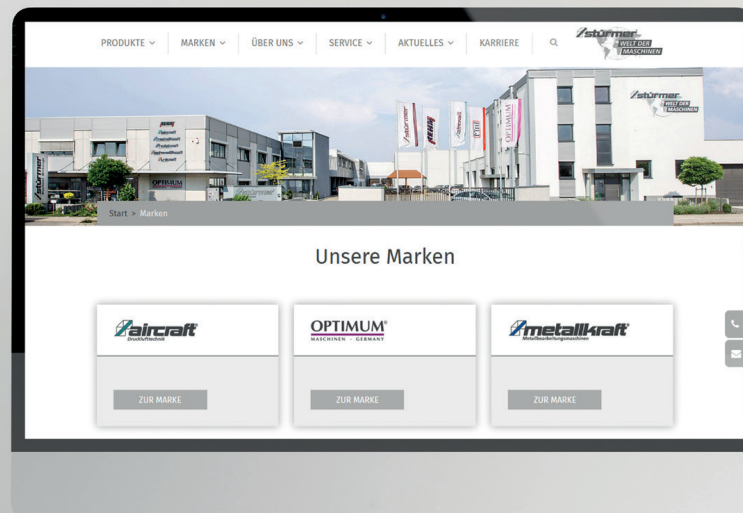 PRODUKTE
MARKEN
ÜBER UNS
SERVICE
AKTUELLES
KARRIERE
stürmer
WELT DER
MASCHINEN
stürmer
WELT DER
MASCHINEN
OPTIMUM
OPTIMUM
Start > Marken
Unsere Marken
aircraft
Drucklufttechnik
OPTIMUM®
MASCHINEN - GERMANY
metallkraft®
Metallbearbeitungsmaschinen
ZUR MARKE
ZUR MARKE
ZUR MARKE